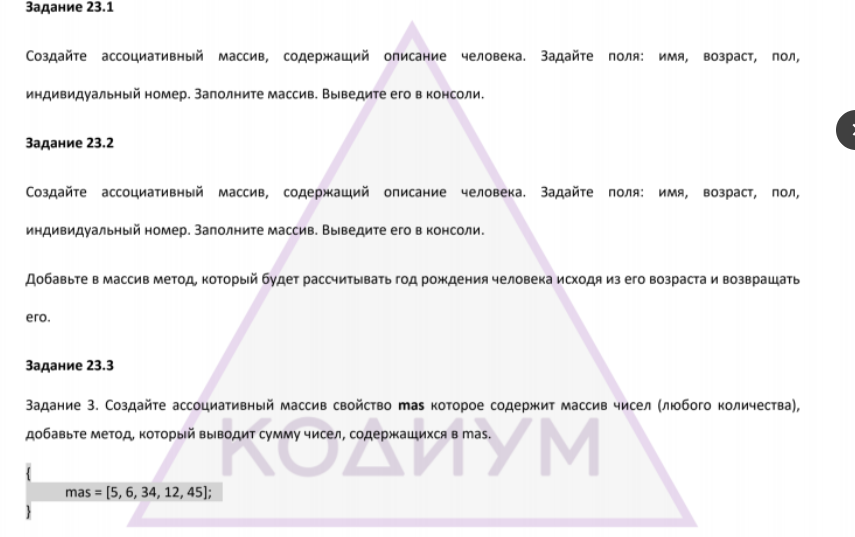 Задание 23.1
Создайте ассоциативный массив, содержащий описание человека. Задайте поля: имя, возраст, пол,
индивидуальный номер. Заполните массив. Выведите его в консоли.
Задание 23.2
Создайте ассоциативный массив, содержащий описание человека. Задайте поля: имя, возраст, пол,
индивидуальный номер. Заполните массив. Выведите его в консоли.
Добавьте в массив метод, который будет рассчитывать год рождения человека исходя из его возраста и возвращать
его.
Задание 23.3
Задание 3. Создайте ассоциативный массив свойство mas которое содержит массив чисел (любого количества),
добавьте метод, который выводит сумму чисел, содержащихся в mas.
КОДИУМ
{
mas = [5, 6, 34, 12, 45];
}